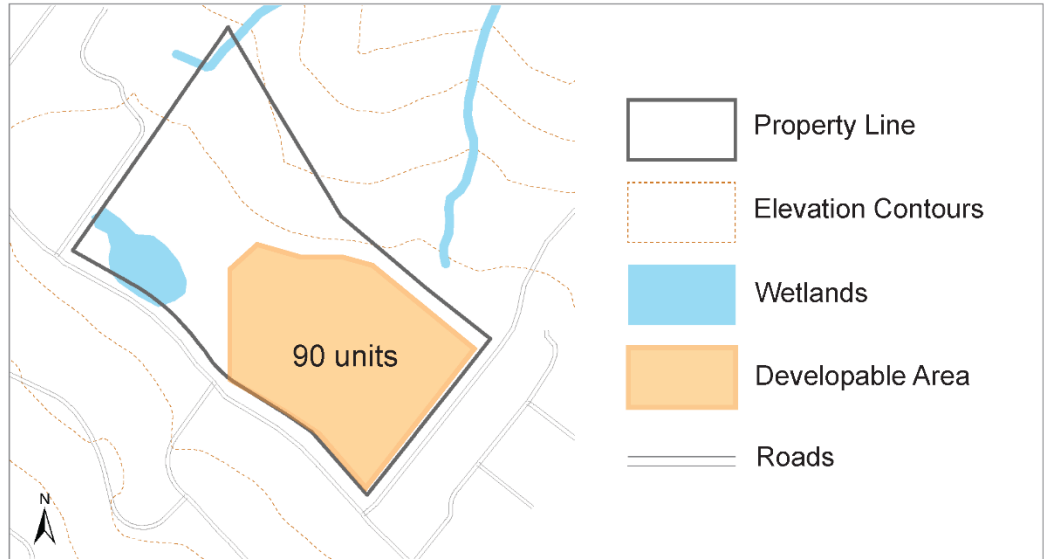 Property Line
Elevation Contours
Wetlands
90 units
Developable Area
Roads
N